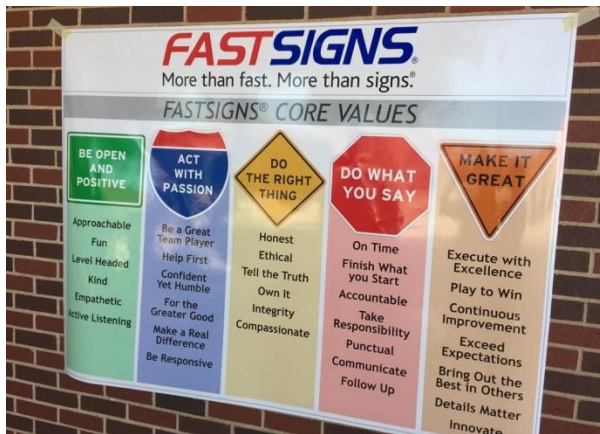 FASTSIGNS®
More than fast. More than signs.®
FASTSIGNS® CORE VALUES
BE OPEN
AND
POSITIVE
Approachable
Fun
Level Headed
Kind
Empathetic
Active Listening
ACT
WITH
PASSION
Be a Great
Team Player
Help First
Confident
Yet Humble
For the
Greater Good
Make a Real
Difference
Be Responsive
DO
THE RIGHT
THING
Honest
Ethical
Tell the Truth
Own It
Integrity
Compassionate
DO WHAT
YOU SAY
On Time
Finish What
you Start
Accountable
Take
Responsibility
Punctual
Communicate
Follow Up
MAKE IT
GREAT
Execute with
Excellence
Play to Win
Continuous
Improvement
Exceed
Expectations
Bring Out the
Best in Others
Details Matter
Innovate